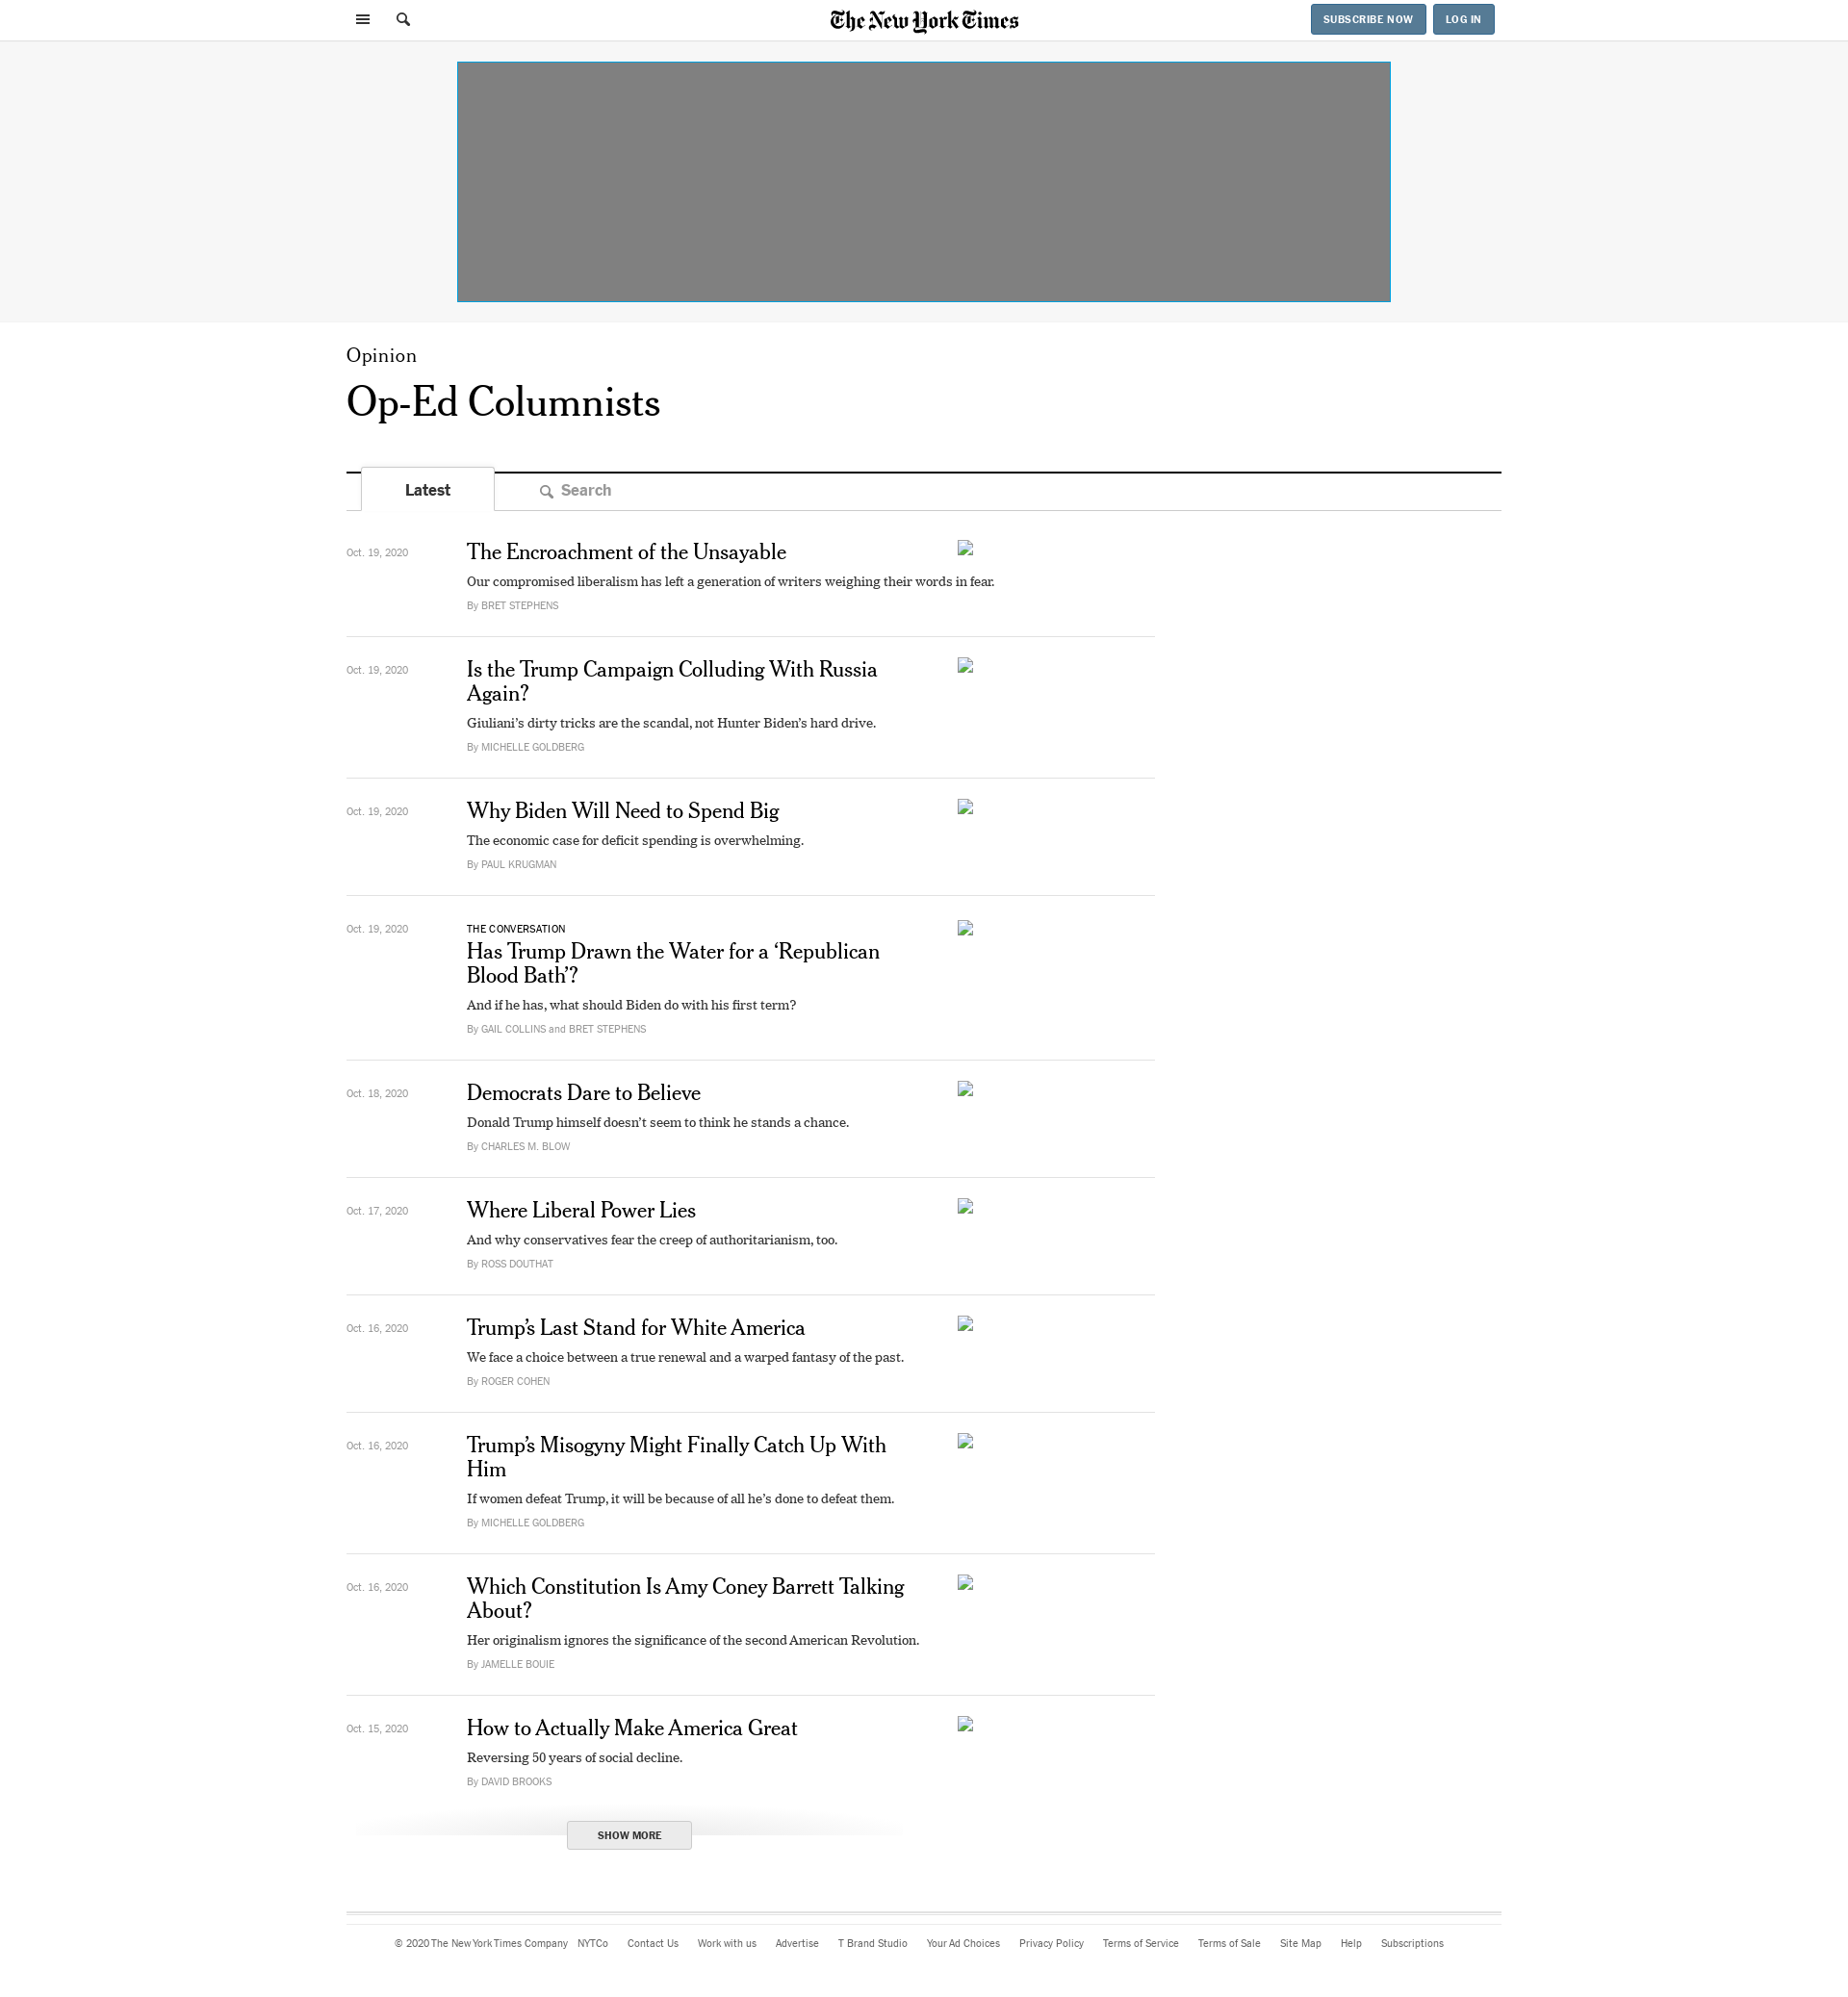 The New York Times
SUBSCRIBE NOW
LOG IN
Opinion
Op-Ed Columnists
Latest
Search
Oct. 19, 2020
The Encroachment of the Unsayable
Our compromised liberalism has left a generation of writers weighing their words in fear.
By BRET STEPHENS
Oct. 19, 2020
Is the Trump Campaign Colluding With Russia
Again?
Giuliani’s dirty tricks are the scandal, not Hunter Biden’s hard drive.
By MICHELLE GOLDBERG
Oct. 19, 2020
Why Biden Will Need to Spend Big
The economic case for deficit spending is overwhelming.
By PAUL KRUGMAN
Oct. 19, 2020
THE CONVERSATION
Has Trump Drawn the Water for a ‘Republican
Blood Bath’?
And if he has, what should Biden do with his first term?
By GAIL COLLINS and BRET STEPHENS
Oct. 18, 2020
Democrats Dare to Believe
Donald Trump himself doesn’t seem to think he stands a chance.
By CHARLES M. BLOW
Oct. 17, 2020
Where Liberal Power Lies
And why conservatives fear the creep of authoritarianism, too.
By ROSS DOUTHAT
Oct. 16, 2020
Trump’s Last Stand for White America
We face a choice between a true renewal and a warped fantasy of the past.
By ROGER COHEN
Oct. 16, 2020
Trump’s Misogyny Might Finally Catch Up With
Him
If women defeat Trump, it will be because of all he’s done to defeat them.
By MICHELLE GOLDBERG
Oct. 16, 2020
Which Constitution Is Amy Coney Barrett Talking
About?
Her originalism ignores the significance of the second American Revolution.
By JAMELLE BOUIE
Oct. 15, 2020
How to Actually Make America Great
Reversing 50 years of social decline.
By DAVID BROOKS
SHOW MORE
© 2020 The New York Times Company NYTCo Contact Us Work with us Advertise T Brand Studio Your Ad Choices Privacy Policy Terms of Service Terms of Sale Site Map Help Subscriptions